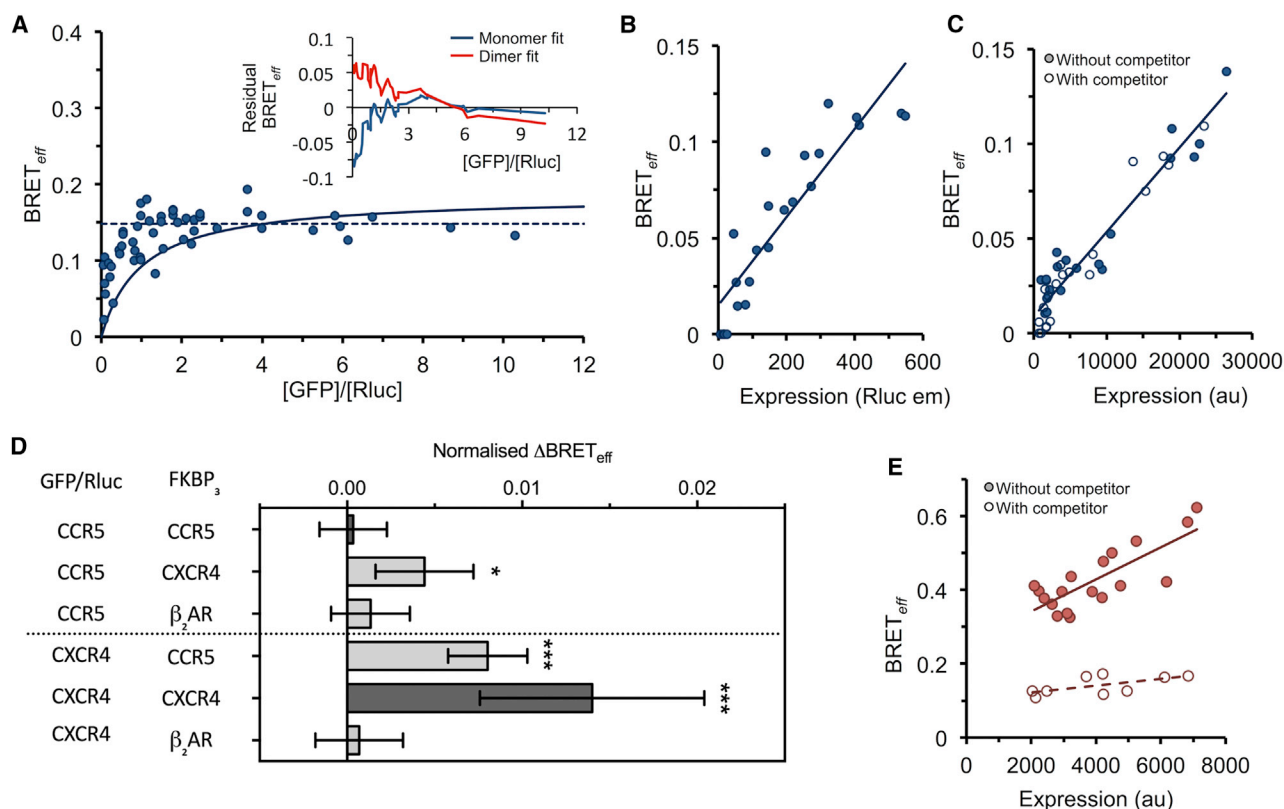 A
BRETeff
0.4
0.3
0.2
0.1
0
0 2 4 6 8 10 12
[GFP]/[Rluc]
Residual
BRETeff
0.1
0.05
0
-0.05
-0.1
0 3 6 9 12
[GFP]/[Rluc]
Monomer fit
Dimer fit
B
BRETeff
0.15
0.1
0.05
0
0 200 400 600
Expression (Rluc em)
C
BRETeff
0.15
0.10
0.05
0
Without competitor
With competitor
0 10000 20000 30000
Expression (au)
D
Normalised ΔBRETeff
GFP/Rluc FKBP3
0.00 0.01 0.02
CCR5 CCR5
CCR5 CXCR4 *
CCR5 β2AR
CXCR4 CCR5 ***
CXCR4 CXCR4 ***
CXCR4 β2AR
E
Without competitor
With competitor
BRETeff
0.6
0.4
0.2
0
0 2000 4000 6000 8000
Expression (au)